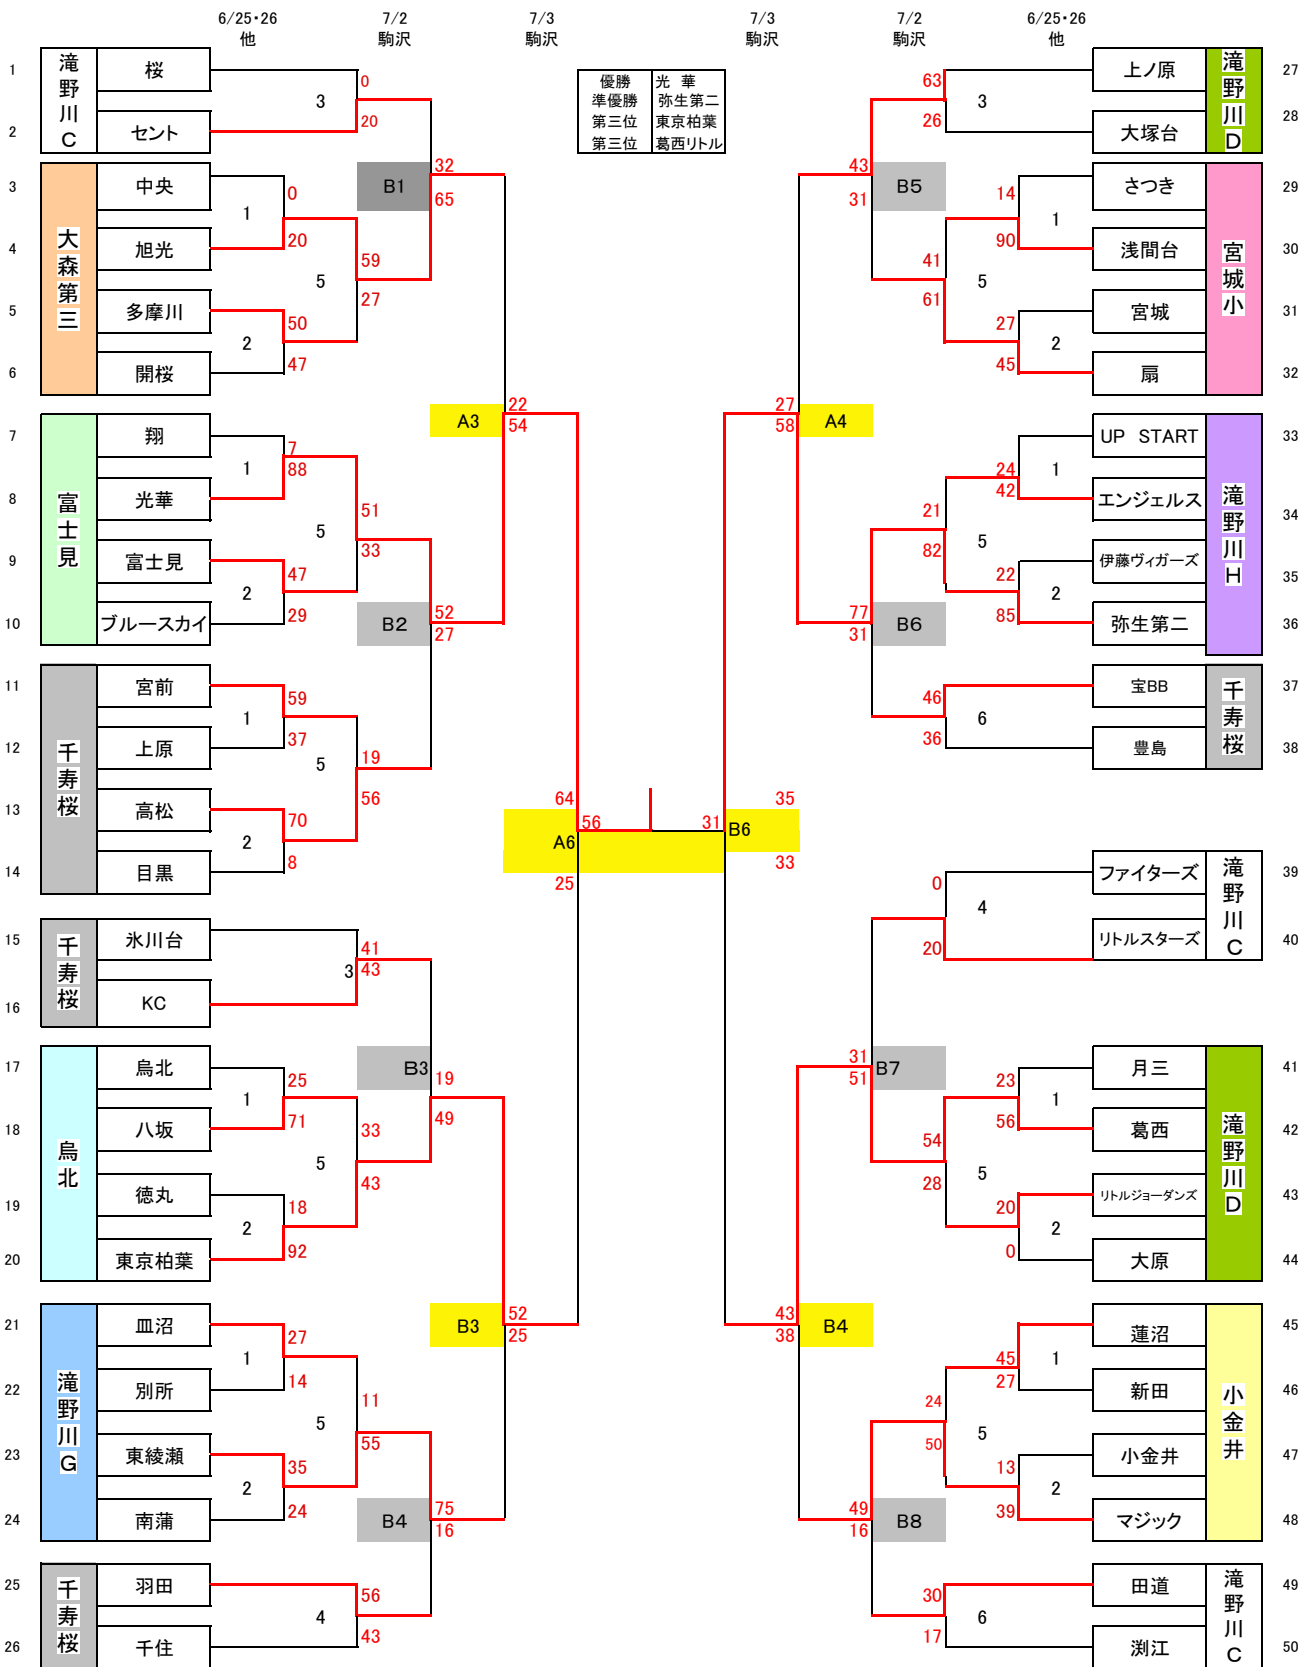 6/25・26 7/2 7/3 7/3 7/2 6/25・26
他 駒沢 駒沢 駒沢 駒沢 他
優勝 光 華
準優勝 弥生第二
第三位 東京柏葉
第三位 葛西リトル
滝野川C
1 桜 0
3
2 セント 20
32
B1
65
大森第三
3 中央 0
1
4 旭光 20
59
5
27
5 多摩川 50
2
6 開桜 47
A3
22
54
富士見
7 翔 7
1
8 光華 88
51
5
33
9 富士見 47
2
10 ブルースカイ 29
B2
52
27
千寿桜
11 宮前 59
1
12 上原 37
19
5
56
13 高松 70
2
14 目黒 8
64
A6
25
56
31
B6
35
33
千寿桜
15 氷川台 41
3
16 KC 43
B3
19
49
烏北
17 烏北 25
1
18 八坂 71
33
5
43
19 徳丸 18
2
20 東京柏葉 92
B3
52
25
滝野川G
21 皿沼 27
1
22 別所 14
11
5
55
23 東綾瀬 35
2
24 南蒲 24
B4
75
16
千寿桜
25 羽田 56
4
26 千住 43
滝野川D
63 上ノ原 27
3
26 大塚台 28
43
B5
31
宮城小
14 さつき 29
1
90 浅間台 30
41
5
61
27 宮城 31
2
45 扇 32
27
A4
58
滝野川H
24 UP START 33
1
42 エンジェルス 34
21
5
82
22 伊藤ヴィガーズ 35
2
85 弥生第二 36
77
B6
31
千寿桜
46 宝BB 37
6
36 豊島 38
滝野川C
0 ファイターズ 39
4
20 リトルスターズ 40
31
B7
51
滝野川D
23 月三 41
1
56 葛西 42
54
5
28
20 リトルジョーダンズ 43
2
0 大原 44
43
B4
38
小金井
45 蓮沼 45
1
27 新田 46
24
5
50
13 小金井 47
2
39 マジック 48
49
B8
16
滝野川C
30 田道 49
6
17 渕江 50